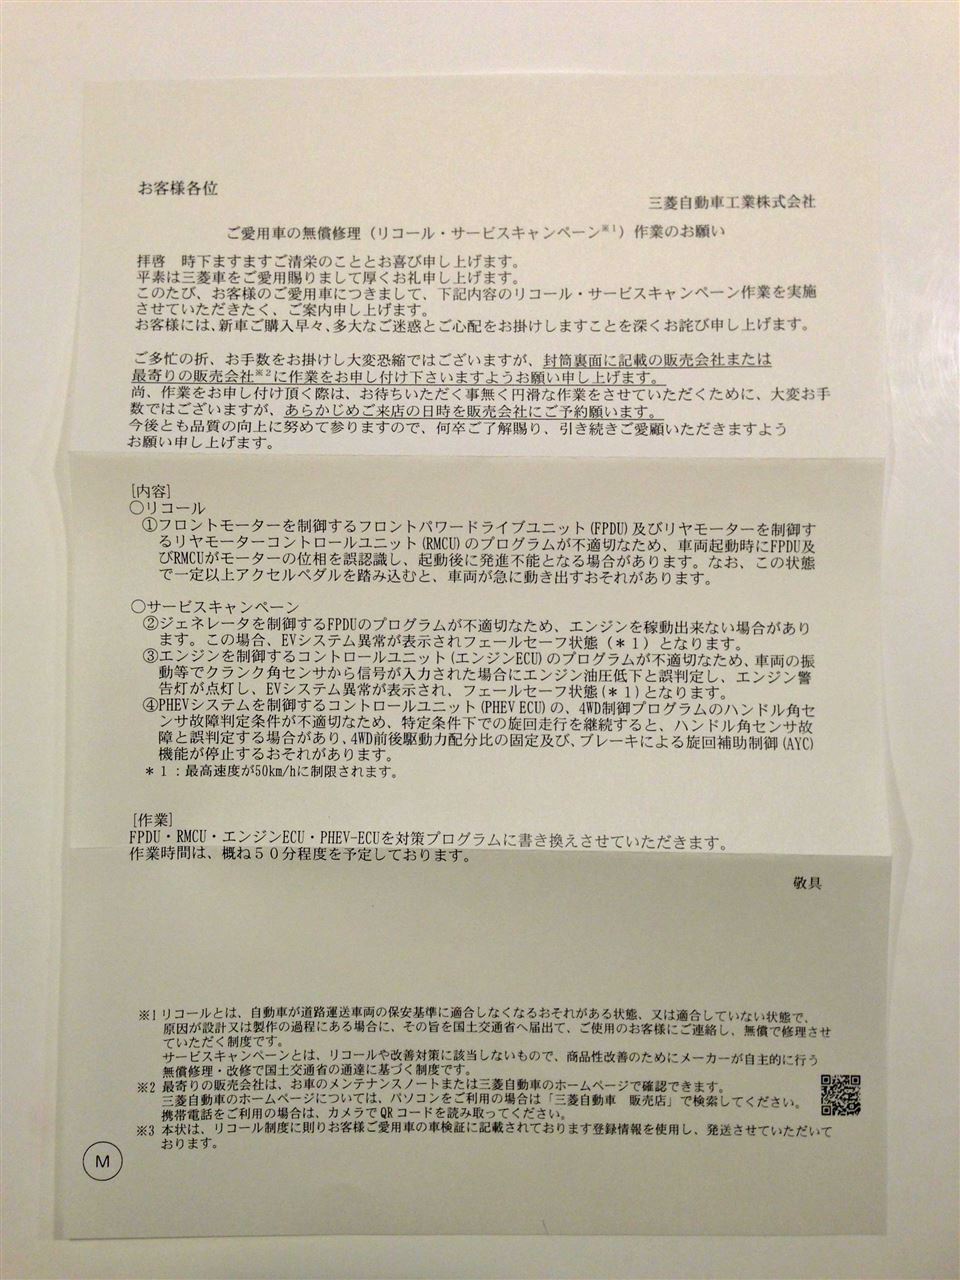 お客様各位
三菱自動車工業株式会社
ご愛用車の無償修理(リコール・サービスキャンペーン※1)作業のお願い
拝啓 時下ますますご清栄のこととお喜び申し上げます。
平素は三菱車をご愛用賜りまして厚くお礼申し上げます。
このたび、お客様のご愛用車につきまして、下記内容のリコール・サービスキャンペーン作業を実施
させていただきたく、ご案内申し上げます。
お客様には、新車ご購入早々、多大なご迷惑とご心配をお掛けしますことを深くお詫び申し上げます。
ご多忙の折、お手数をお掛けし大変恐縮ではございますが、封筒裏面に記載の販売会社または
最寄りの販売会社※2に作業をお申し付け下さいますようお願い申し上げます。
尚、作業をお申し付け頂く際は、お待ちいただく事無く円滑な作業をさせていただくために、大変お手
数ではございますが、あらかじめご来店の日時を販売会社にご予約願います。
今後とも品質の向上に努めて参りますので、何卒ご了解賜り、引き続きご愛顧いただきますよう
お願い申し上げます。
[内容]
○リコール
①フロントモーターを制御するフロントパワードライブユニット(FPDU)及びリヤモーターを制御す
るリヤモーターコントロールユニット(RMCU)のプログラムが不適切なため、車両起動時にFPDU及
びRMCUがモーターの位相を誤認識し、起動後に発進不能となる場合があります。なお、この状態
で一定以上アクセルペダルを踏み込むと、車両が急に動き出すおそれがあります。
○サービスキャンペーン
②ジェネレータを制御するFPDUのプログラムが不適切なため、エンジンを稼動出来ない場合があり
ます。この場合、EVシステム異常が表示されフェールセーフ状態(*1)となります。
③エンジンを制御するコントロールユニット(エンジンECU)のプログラムが不適切なため、車両の振
動等でクランク角センサから信号が入力された場合にエンジン油圧低下と誤判定し、エンジン警
告灯が点灯し、EVシステム異常が表示され、フェールセーフ状態(*1)となります。
④PHEVシステムを制御するコントロールユニット(PHEV ECU)の、4WD制御プログラムのハンドル角セ
ンサ故障判定条件が不適切なため、特定条件下での旋回走行を継続すると、ハンドル角センサ故
障と誤判定する場合があり、4WD前後駆動力配分比の固定及び、ブレーキによる旋回補助制御(AYC)
機能が停止するおそれがあります。
*1:最高速度が50km/hに制限されます。
[作業]
FPDU・RMCU・エンジンECU・PHEV-ECUを対策プログラムに書き換えさせていただきます。
作業時間は、概ね50分程度を予定しております。
敬具
※1 リコールとは、自動車が道路運送車両の保安基準に適合しなくなるおそれがある状態、又は適合していない状態で、
原因が設計又は製作の過程にある場合に、その旨を国土交通省へ届出て、ご使用のお客様にご連絡し、無償で修理させ
ていただく制度です。
サービスキャンペーンとは、リコールや改善対策に該当しないもので、商品性改善のためにメーカーが自主的に行う
無償修理・改修で国土交通省の通達に基づく制度です。
※2 最寄りの販売会社は、お車のメンテナンスノートまたは三菱自動車のホームページで確認できます。
三菱自動車のホームページについては、パソコンをご利用の場合は「三菱自動車 販売店」で検索してください。
携帯電話をご利用の場合は、カメラでQRコードを読み取ってください。
※3 本状は、リコール制度に則りお客様ご愛用車の車検証に記載されております登録情報を使用し、発送させていただいて
おります。
M